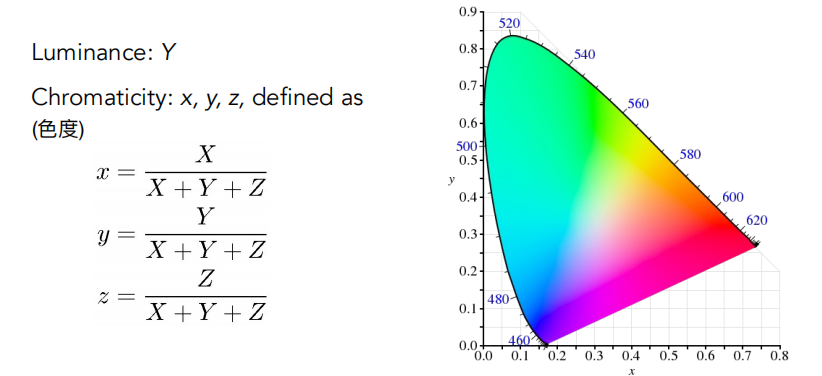 Luminance: Y
Chromaticity: x, y, z, defined as
(色度)
x = X / (X + Y + Z)
y = Y / (X + Y + Z)
z = Z / (X + Y + Z)
0.9
520
0.8
540
0.7
560
0.6
500
580
0.5
y
0.4
600
620
0.3
0.2
480
0.1
460
0.0
0.0 0.1 0.2 0.3 0.4 0.5 0.6 0.7 0.8
x